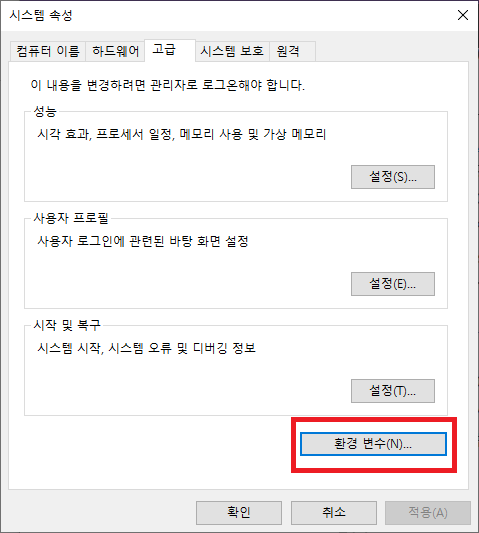 시스템 속성
컴퓨터 이름 하드웨어 고급 시스템 보호 원격
이 내용을 변경하려면 관리자로 로그온해야 합니다.
성능
시각 효과, 프로세서 일정, 메모리 사용 및 가상 메모리
설정(S)...
사용자 프로필
사용자 로그인에 관련된 바탕 화면 설정
설정(E)...
시작 및 복구
시스템 시작, 시스템 오류 및 디버깅 정보
설정(T)...
환경 변수(N)...
확인 취소 적용(A)